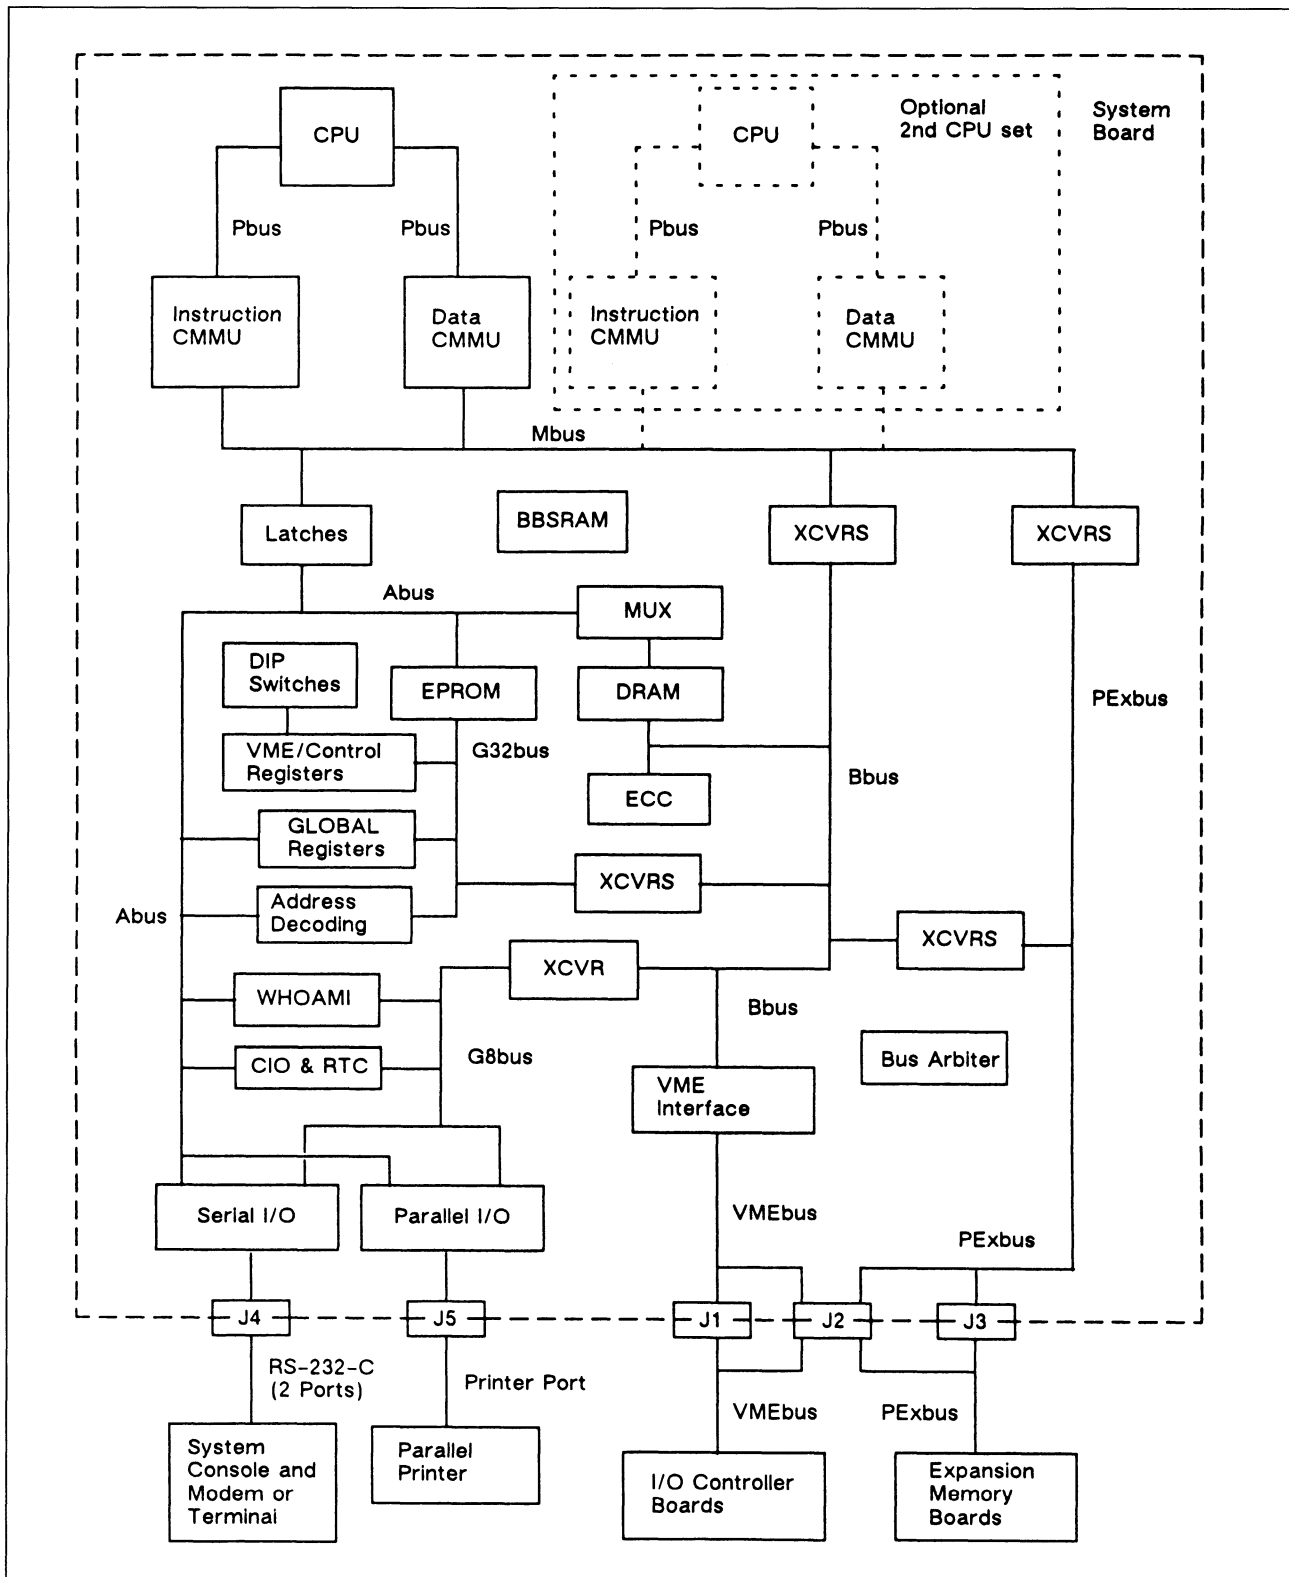 CPU
CPU
Optional
2nd CPU set
System
Board
Pbus
Pbus
Pbus
Pbus
Instruction
CMMU
Data
CMMU
Instruction
CMMU
Data
CMMU
Mbus
Latches
BBSRAM
XCVRS
XCVRS
Abus
MUX
DIP
Switches
EPROM
DRAM
PExbus
VME/Control
Registers
G32bus
Bbus
ECC
GLOBAL
Registers
XCVRS
Abus
Address
Decoding
XCVRS
XCVR
WHOAMI
Bbus
G8bus
CIO & RTC
Bus Arbiter
VME
Interface
Serial I/O
Parallel I/O
VMEbus
PExbus
J4
J5
J1
J2
J3
RS-232-C
(2 Ports)
Printer Port
VMEbus
PExbus
System
Console and
Modem or
Terminal
Parallel
Printer
I/O Controller
Boards
Expansion
Memory
Boards